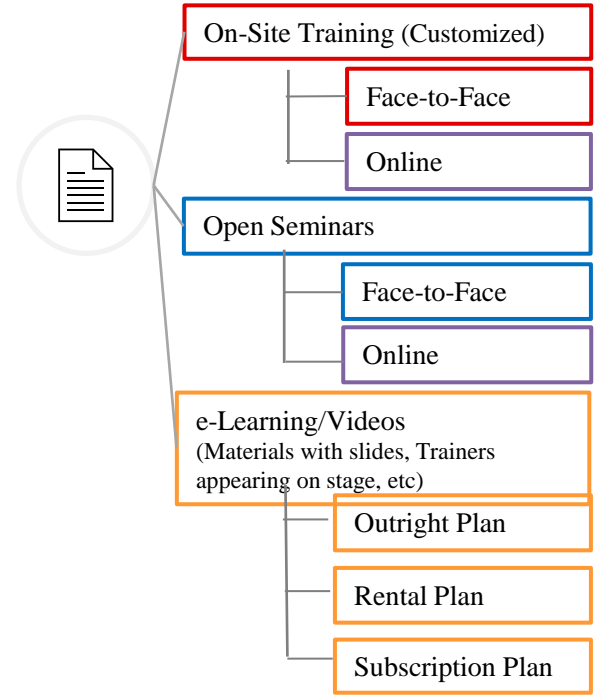 On-Site Training (Customized)
Face-to-Face
Online
Open Seminars
Face-to-Face
Online
e-Learning/Videos
(Materials with slides, Trainers
appearing on stage, etc)
Outright Plan
Rental Plan
Subscription Plan